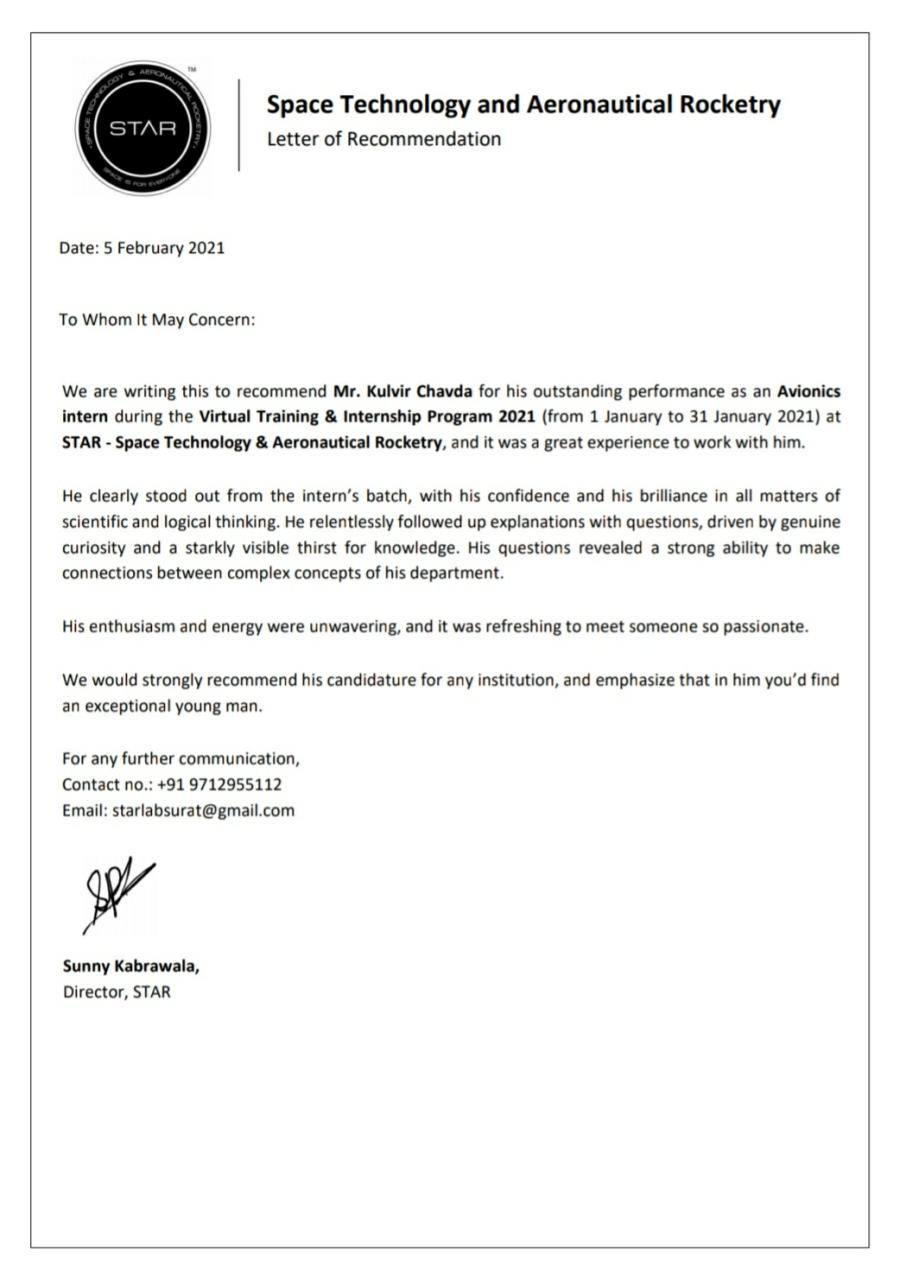 SPACE TECHNOLOGY & AERONAUTICAL ROCKETRY
TM
STAR
SPACE IS FOR EVERYONE
Space Technology and Aeronautical Rocketry
Letter of Recommendation
Date: 5 February 2021
To Whom It May Concern:
We are writing this to recommend Mr. Kulvir Chavda for his outstanding performance as an Avionics
intern during the Virtual Training & Internship Program 2021 (from 1 January to 31 January 2021) at
STAR - Space Technology & Aeronautical Rocketry, and it was a great experience to work with him.
He clearly stood out from the intern's batch, with his confidence and his brilliance in all matters of
scientific and logical thinking. He relentlessly followed up explanations with questions, driven by genuine
curiosity and a starkly visible thirst for knowledge. His questions revealed a strong ability to make
connections between complex concepts of his department.
His enthusiasm and energy were unwavering, and it was refreshing to meet someone so passionate.
We would strongly recommend his candidature for any institution, and emphasize that in him you'd find
an exceptional young man.
For any further communication,
Contact no.: +91 9712955112
Email: starlabsurat@gmail.com
Sunny Kabrawala,
Director, STAR